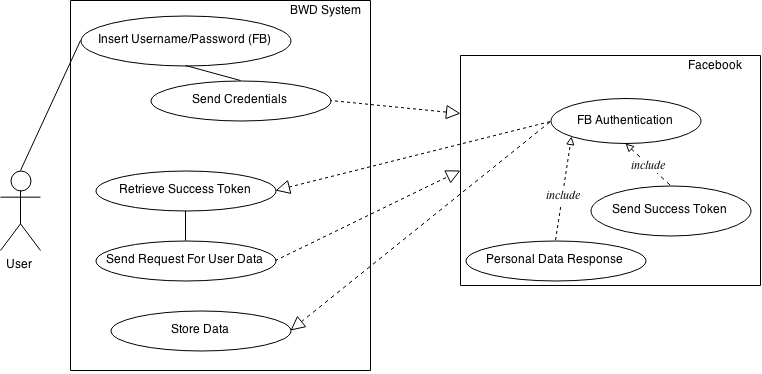 BWD System
Insert Username/Password (FB)
Send Credentials
Facebook
FB Authentication
include
include
Retrieve Success Token
Send Success Token
Send Request For User Data
Personal Data Response
User
Store Data